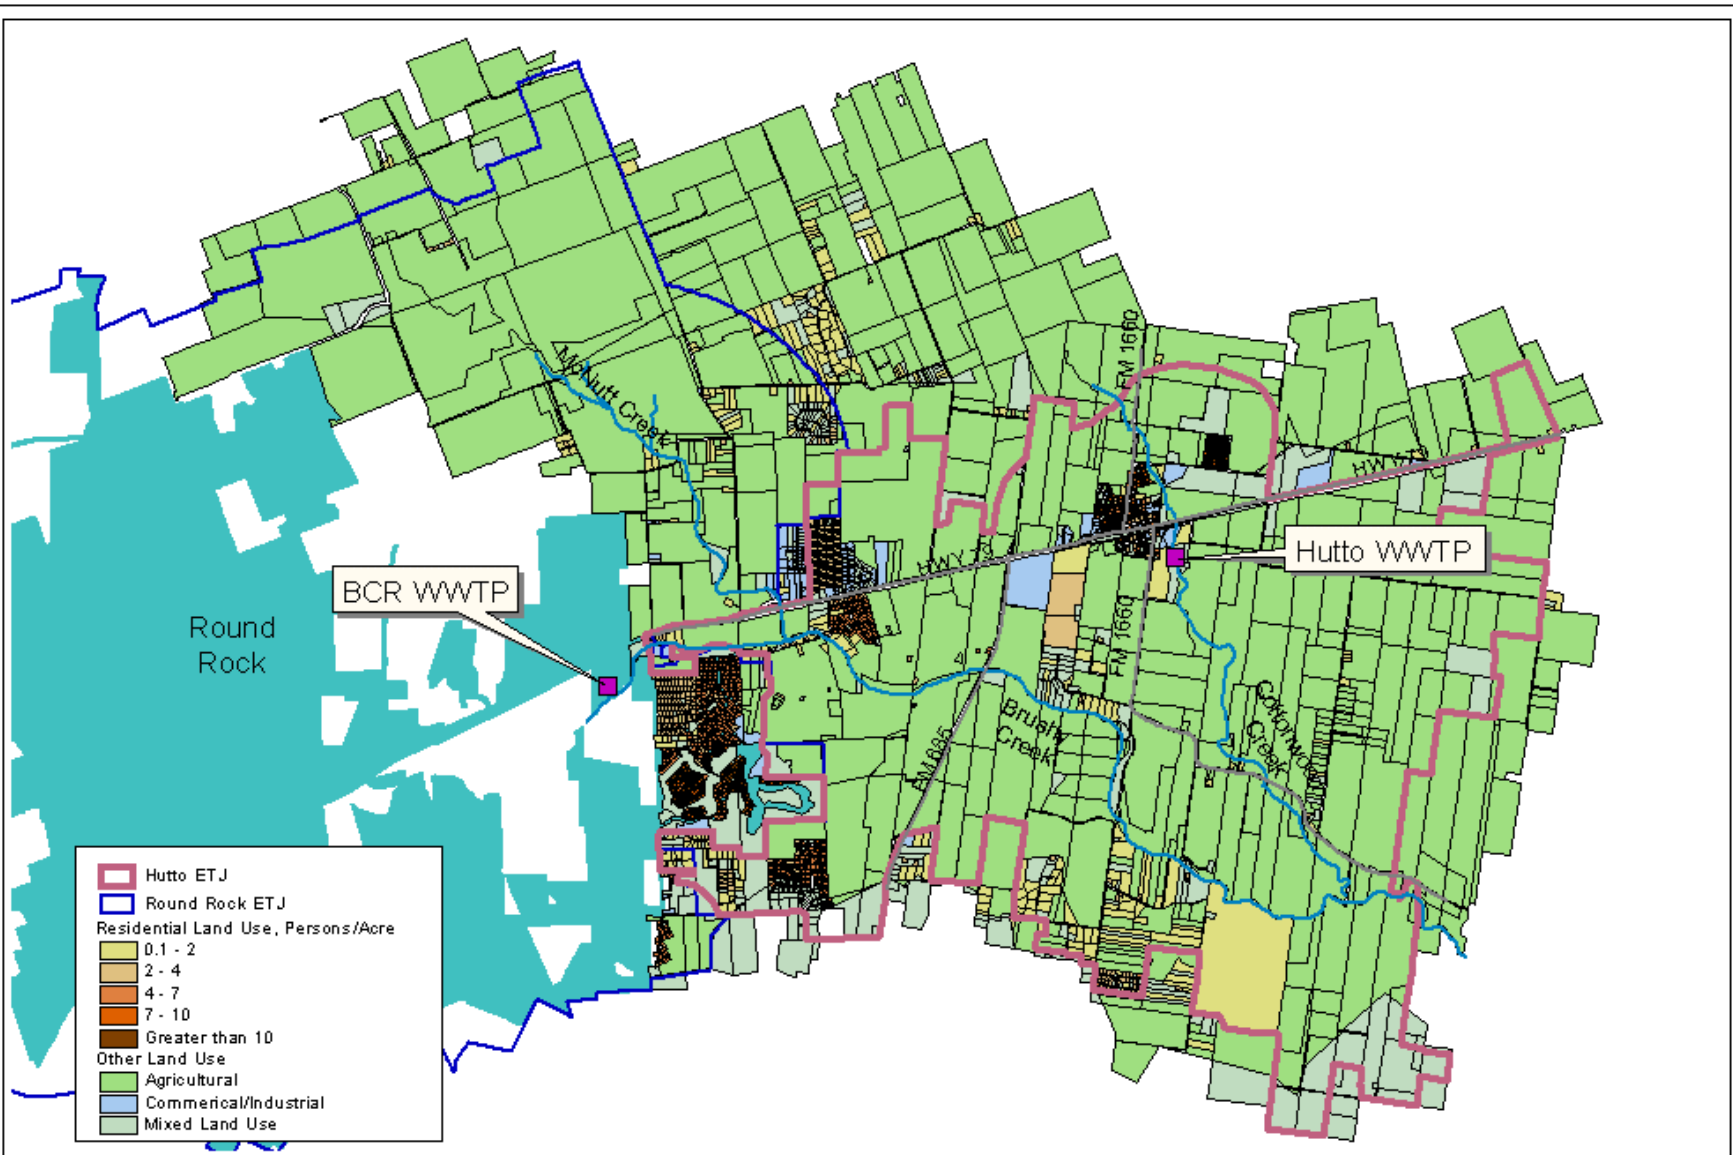 FM 1660
McNutt Creek
HWY 79
HWY 79
Hutto WWTP
BCR WWTP
Round
Rock
FM 1660
Brushy
Creek
Cottonwood
Creek
FM 685
Hutto ETJ
Round Rock ETJ
Residential Land Use, Persons/Acre
0.1 - 2
2 - 4
4 - 7
7 - 10
Greater than 10
Other Land Use
Agricultural
Commerical/Industrial
Mixed Land Use